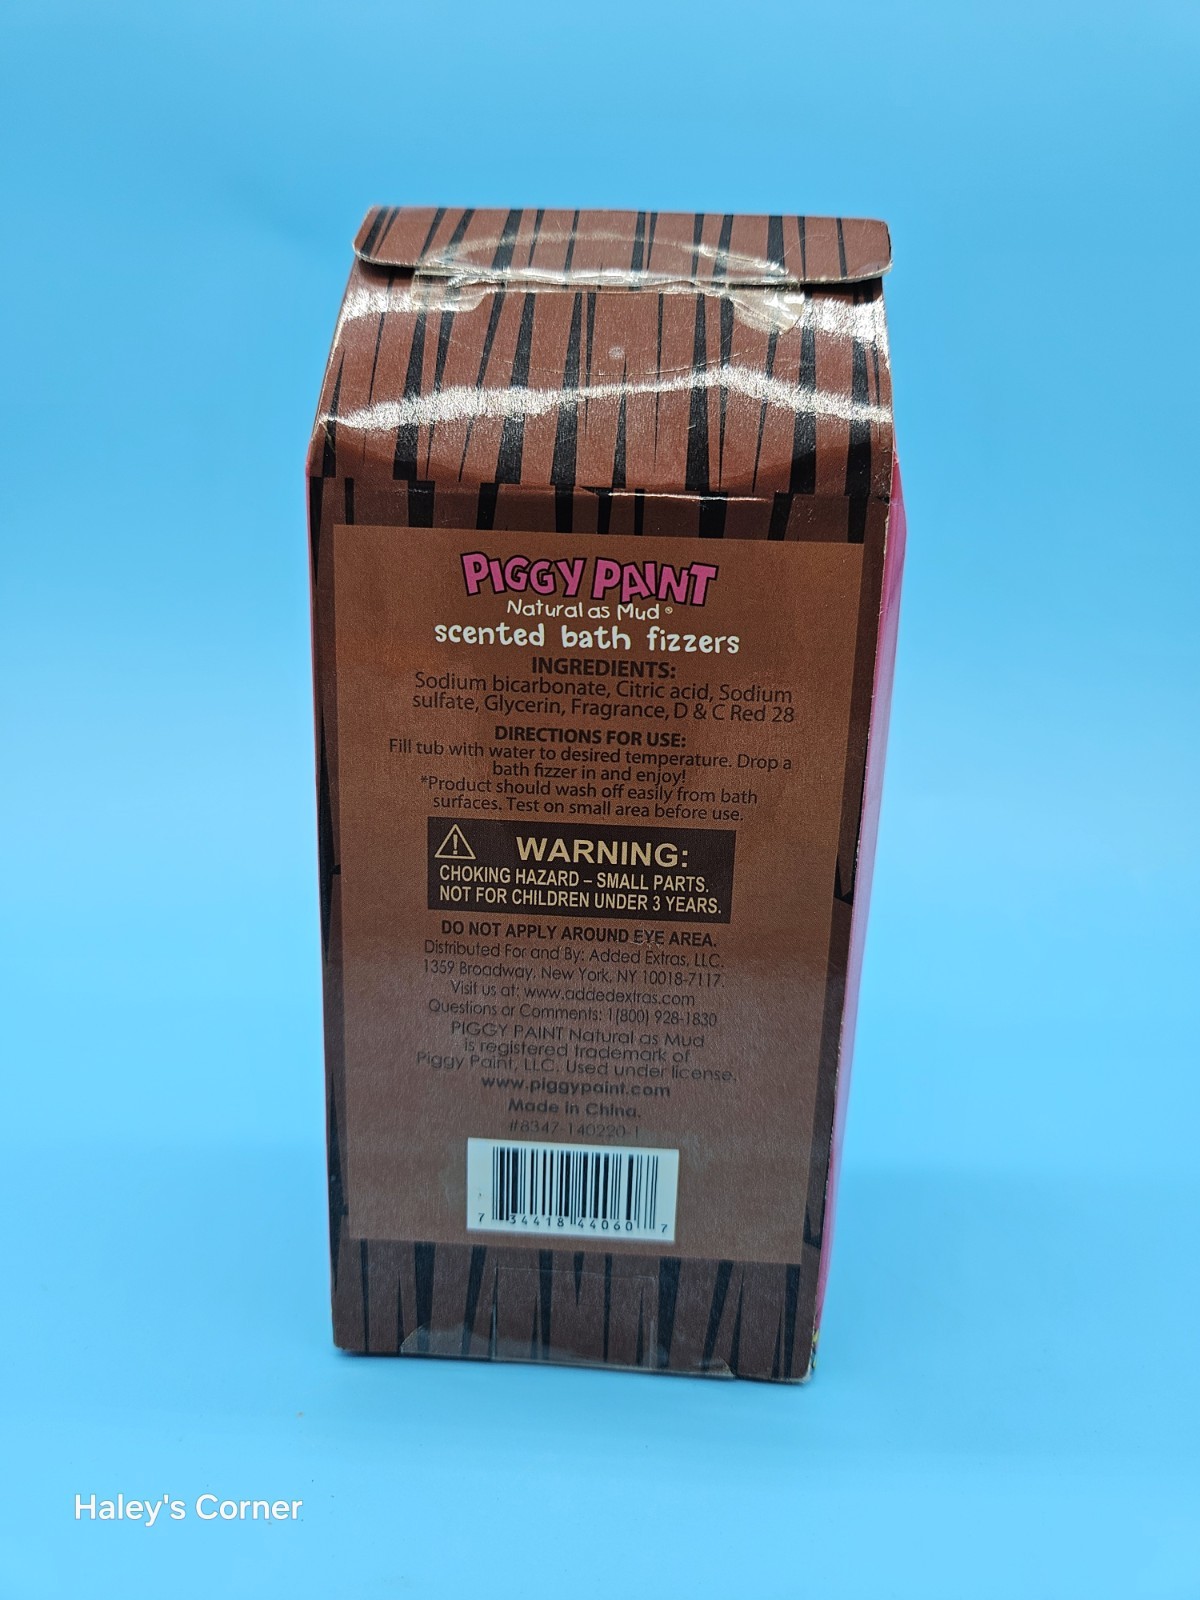 PIGGY PAINT
Natural as Mud®
scented bath fizzers
INGREDIENTS:
Sodium bicarbonate, Citric acid, Sodium
sulfate, Glycerin, Fragrance, D & C Red 28
DIRECTIONS FOR USE:
Fill tub with water to desired temperature. Drop a
bath fizzer in and enjoy!
*Product should wash off easily from bath
surfaces. Test on small area before use.
WARNING:
CHOKING HAZARD – SMALL PARTS.
NOT FOR CHILDREN UNDER 3 YEARS.
DO NOT APPLY AROUND EYE AREA.
Distributed For and By: Added Extras, LLC.
1359 Broadway, New York, NY 10018-7117.
Visit us at: www.addedextras.com
Questions or Comments: 1(800) 928-1830
PIGGY PAINT Natural as Mud
is registered trademark of
Piggy Paint, LLC. Used under license.
www.piggypaint.com
Made in China.
#8347-140220-1
7 34418 44060 7
Haley's Corner